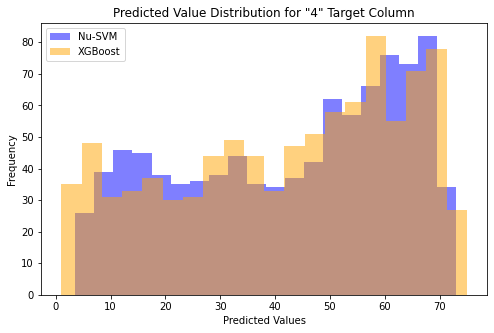 Predicted Value Distribution for "4" Target Column
Nu-SVM
XGBoost
Frequency
80
70
60
50
40
30
20
10
0
0 10 20 30 40 50 60 70
Predicted Values